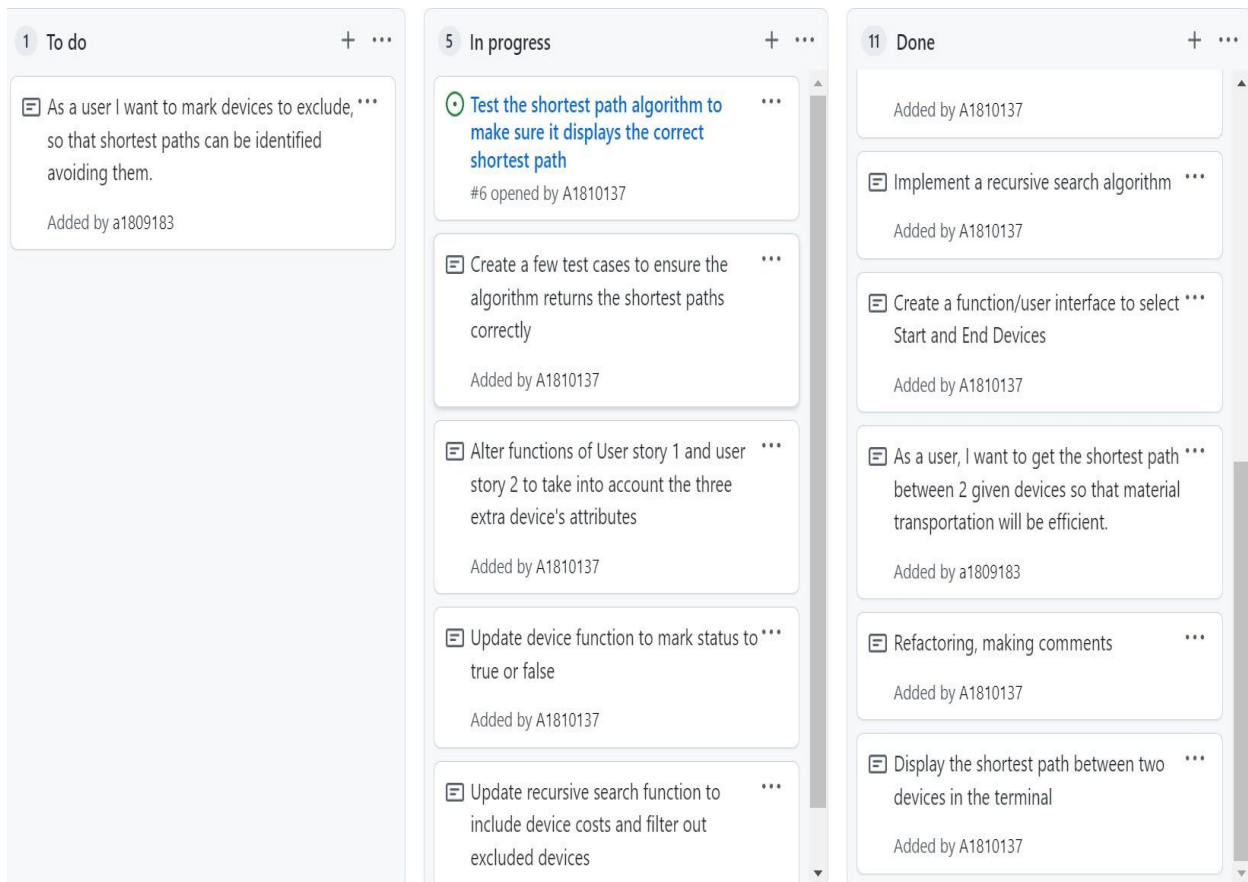 1 To do + ...
As a user I want to mark devices to exclude, ...
so that shortest paths can be identified
avoiding them.
Added by a1809183
5 In progress + ...
Test the shortest path algorithm to ...
make sure it displays the correct
shortest path
#6 opened by A1810137
Create a few test cases to ensure the ...
algorithm returns the shortest paths
correctly
Added by A1810137
Alter functions of User story 1 and user ...
story 2 to take into account the three
extra device's attributes
Added by A1810137
Update device function to mark status to ...
true or false
Added by A1810137
Update recursive search function to ...
include device costs and filter out
excluded devices
11 Done + ...
Added by A1810137
Implement a recursive search algorithm ...
Added by A1810137
Create a function/user interface to select ...
Start and End Devices
Added by A1810137
As a user, I want to get the shortest path ...
between 2 given devices so that material
transportation will be efficient.
Added by a1809183
Refactoring, making comments ...
Added by A1810137
Display the shortest path between two ...
devices in the terminal
Added by A1810137